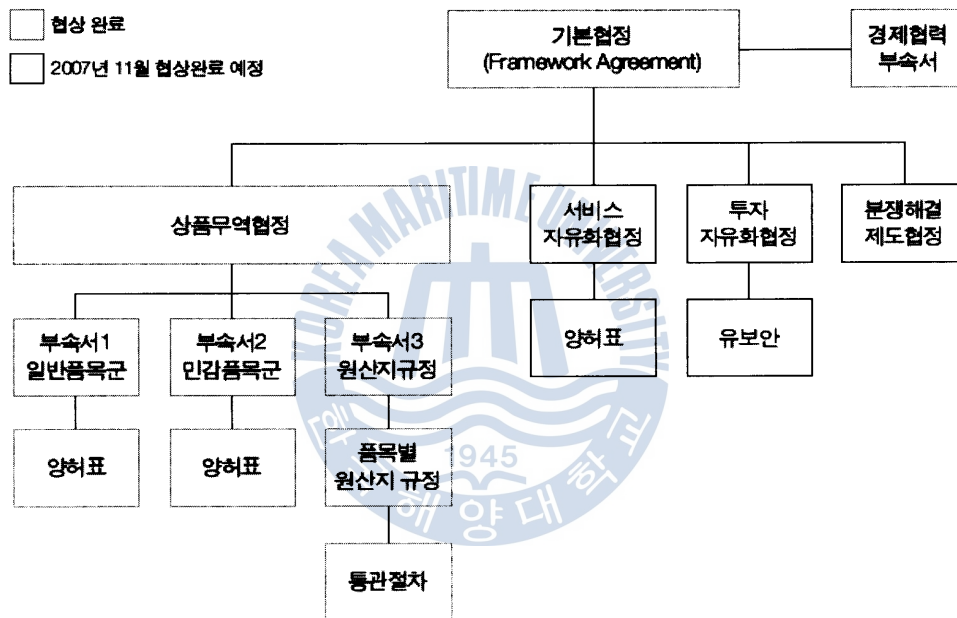 협상 완료
2007년 11월 협상완료 예정
기본협정
(Framework Agreement)
경제협력
부속서
상품무역협정
서비스
자유화협정
투자
자유화협정
분쟁해결
제도협정
부속서1
일반품목군
부속서2
민감품목군
부속서3
원산지규정
양허표
유보안
양허표
양허표
품목별
원산지 규정
통관절차
KOREA MARITIME UNIVERSITY
1945
한국해양대학교